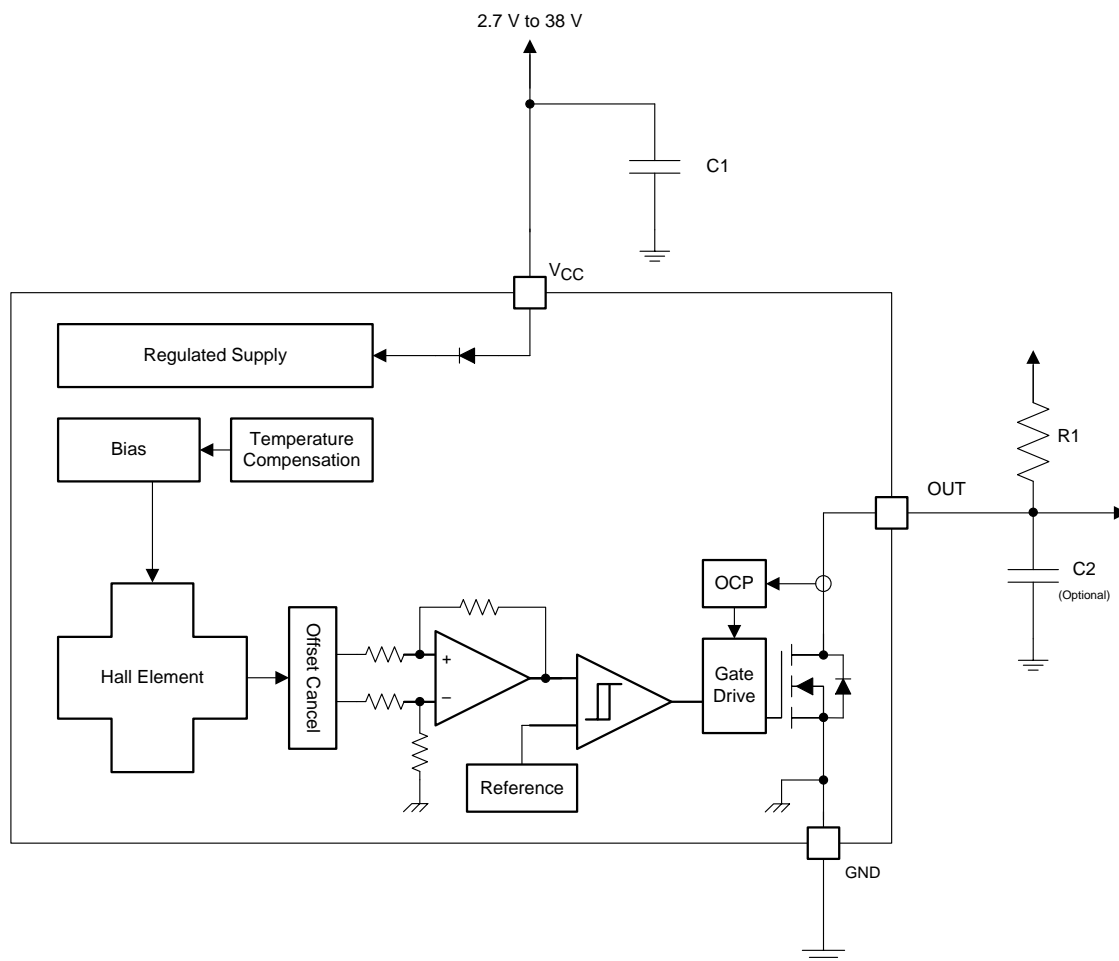 2.7 V to 38 V
C1
VCC
Regulated Supply
Bias
Temperature
Compensation
R1
OUT
OCP
C2
(Optional)
Hall Element
Offset Cancel
+
–
Gate
Drive
Reference
GND